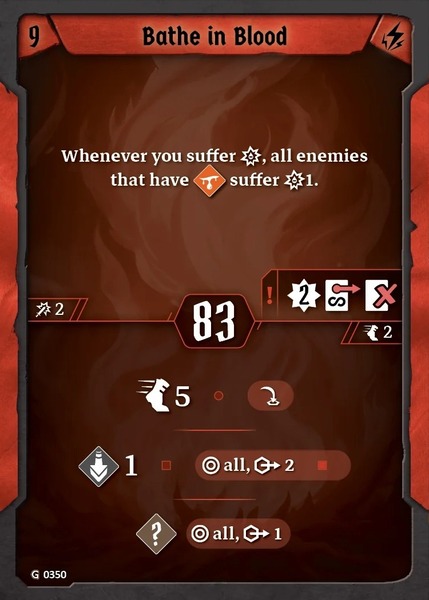 9 Bathe in Blood
Whenever you suffer , all enemies
that have suffer 1.
! 2
2
83
2
5
1 all, 2
? all, 1
G 0350